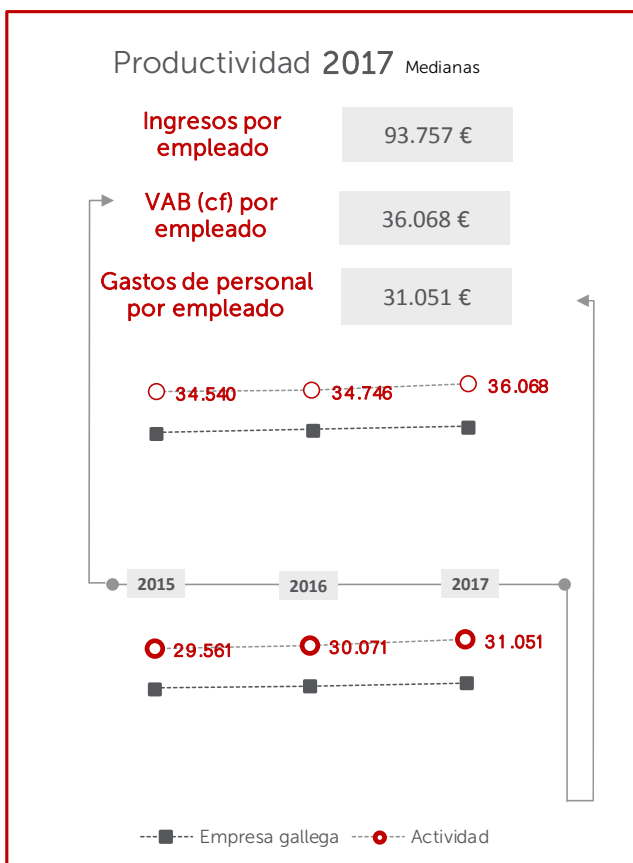 Productividad 2017 Medianas
Ingresos por
empleado
93.757 €
VAB (cf) por
empleado
36.068 €
Gastos de personal
por empleado
31.051 €
34.540
34.746
36.068
2015
2016
2017
29.561
30.071
31.051
Empresa gallega
Actividad